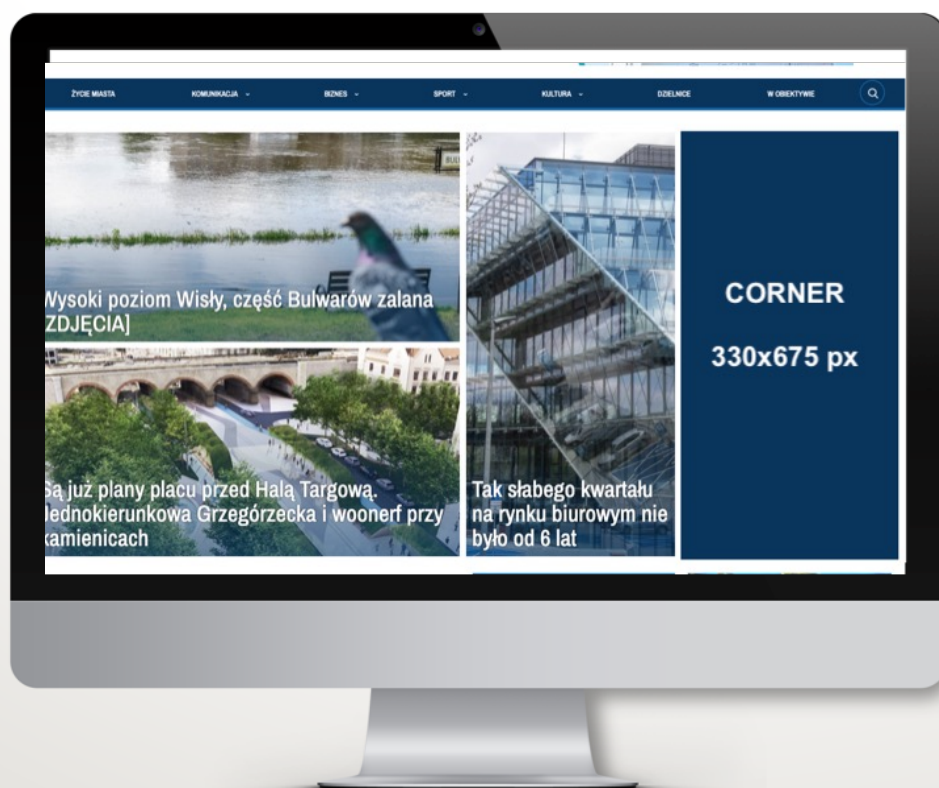 ŻYCIE MIASTA
KOMUNIKACJA
BIZNES
SPORT
KULTURA
DZIELNICE
W OBIEKTYWIE
BUL
Wysoki poziom Wisły, część Bulwarów zalana
ZDJĘCIA]
Są już plany placu przed Halą Targową.
Jednokierunkowa Grzegórzecka i woonerf przy
kamienicach
Tak słabego kwartału
na rynku biurowym nie
było od 6 lat
CORNER
330x675 px